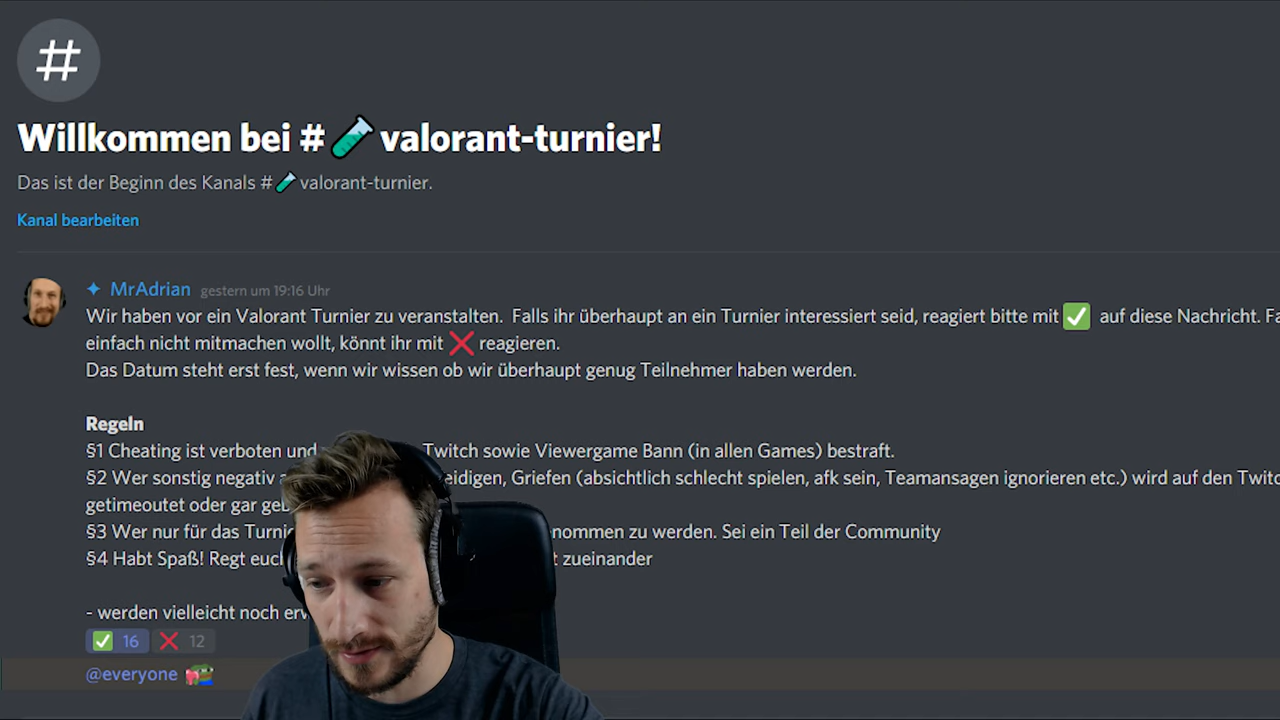 #
Willkommen bei # valorant-turnier!
Das ist der Beginn des Kanals # valorant-turnier.
Kanal bearbeiten
MrAdrian gestern um 19:16 Uhr
Wir haben vor ein Valorant Turnier zu veranstalten. Falls ihr überhaupt an ein Turnier interessiert seid, reagiert bitte mit ✅ auf diese Nachricht.
einfach nicht mitmachen wollt, könnt ihr mit ❌ reagieren.
Das Datum steht erst fest, wenn wir wissen ob wir überhaupt genug Teilnehmer haben werden.
Regeln
§1 Cheating ist verboten und Twitch sowie Viewergame Bann (in allen Games) bestraft.
§2 Wer sonstig negativ Griefen (absichtlich schlecht spielen, afk sein, Teamansagen ignorieren etc.) wird auf den
getimeoutet oder gar
§3 Wer nur für das zu werden. Sei ein Teil der Community
§4 Habt Spaß! Regt zueinander
- werden vielleicht noch
✅ 16 ❌ 12
@everyone